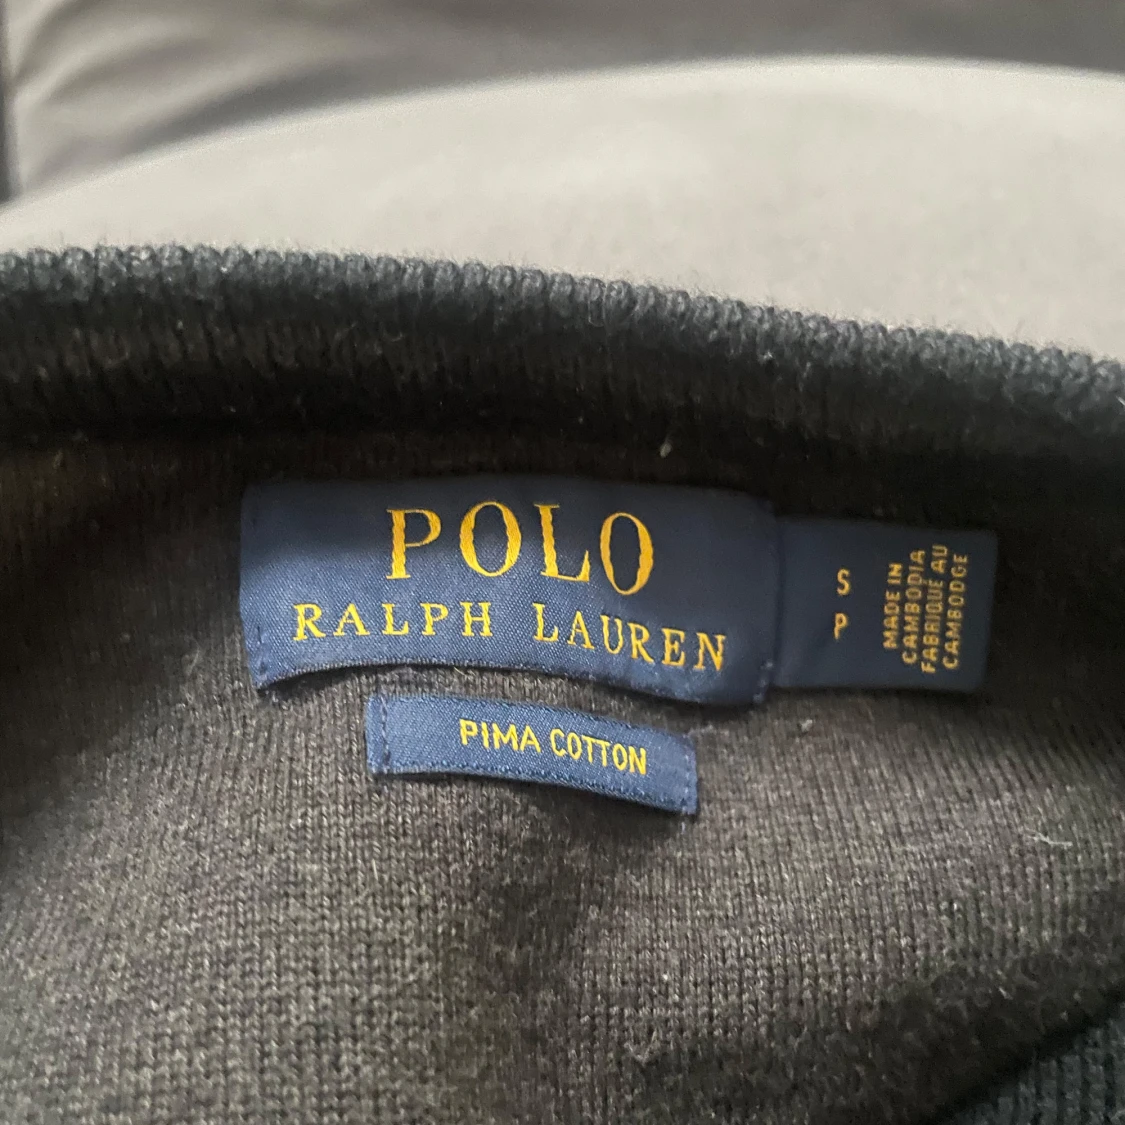 POLO
RALPH LAUREN
S
P
MADE IN
CAMBODIA
FABRIQUÉ AU
CAMBODGE
PIMA COTTON